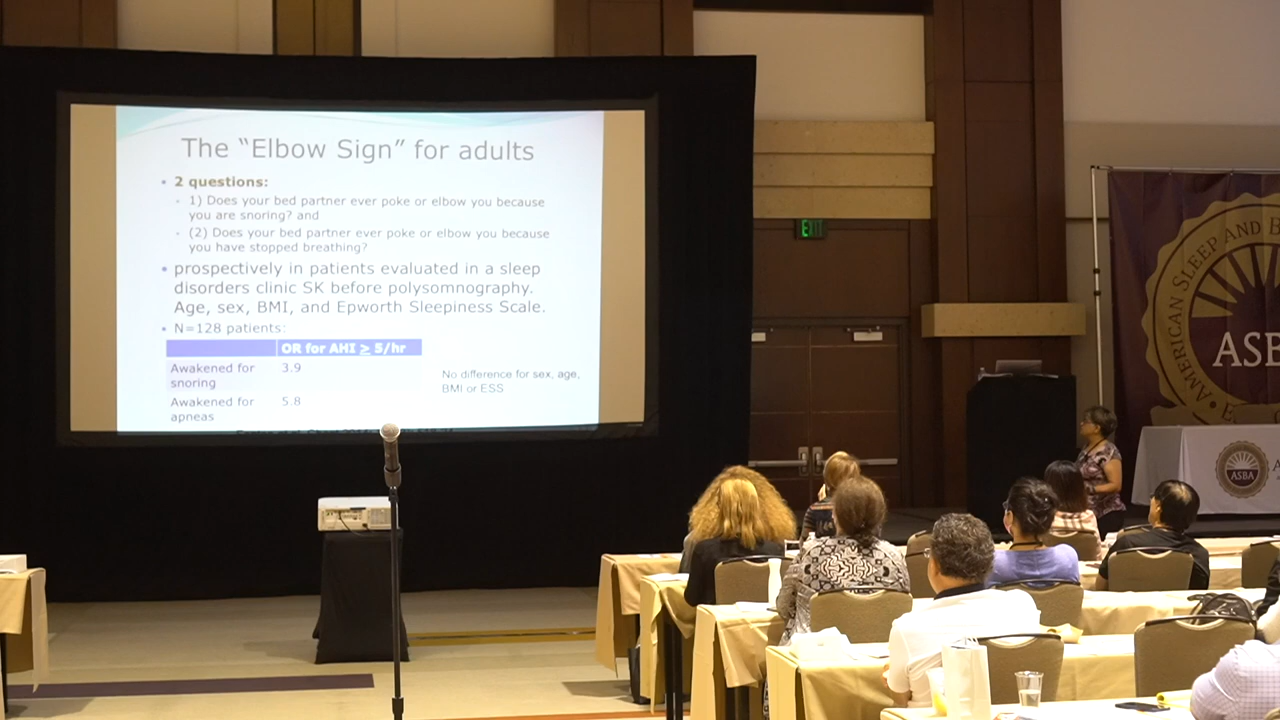 The "Elbow Sign" for adults
• 2 questions:
• 1) Does your bed partner ever poke or elbow you because
you are snoring? and
• (2) Does your bed partner ever poke or elbow you because
you have stopped breathing?
• prospectively in patients evaluated in a sleep
disorders clinic SK before polysomnography.
Age, sex, BMI, and Epworth Sleepiness Scale.
• N=128 patients:
OR for AHI ≥ 5/hr
Awakened for 3.9
snoring
No difference for sex, age,
BMI or ESS
Awakened for 5.8
apneas
EXIT
AMERICAN SLEEP AND
ASB
ASBA
A